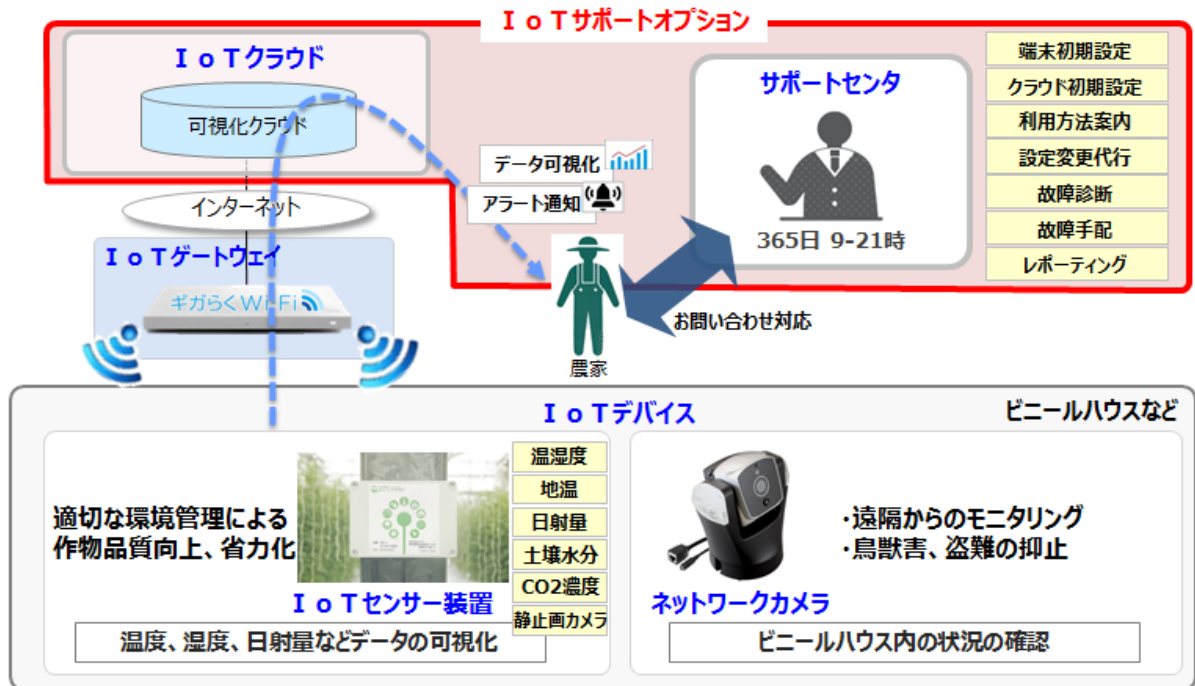 ＩｏＴサポートオプション
ＩｏＴクラウド
可視化クラウド
インターネット
ＩｏＴゲートウェイ
ギガらくWi-Fi
データ可視化
アラート通知
農家
お問い合わせ対応
サポートセンタ
365日 9-21時
端末初期設定
クラウド初期設定
利用方法案内
設定変更代行
故障診断
故障手配
レポーティング
ＩｏＴデバイス
ビニールハウスなど
適切な環境管理による
作物品質向上、省力化
温湿度
地温
日射量
土壌水分
CO2濃度
静止画カメラ
ＩｏＴセンサー装置
温度、湿度、日射量などデータの可視化
・遠隔からのモニタリング
・鳥獣害、盗難の抑止
ネットワークカメラ
ビニールハウス内の状況の確認